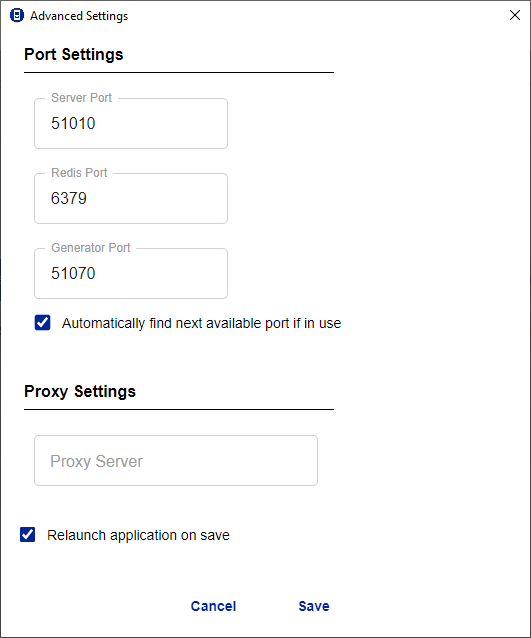 Advanced Settings
Port Settings
Server Port
51010
Redis Port
6379
Generator Port
51070
Automatically find next available port if in use
Proxy Settings
Proxy Server
Relaunch application on save
Cancel Save